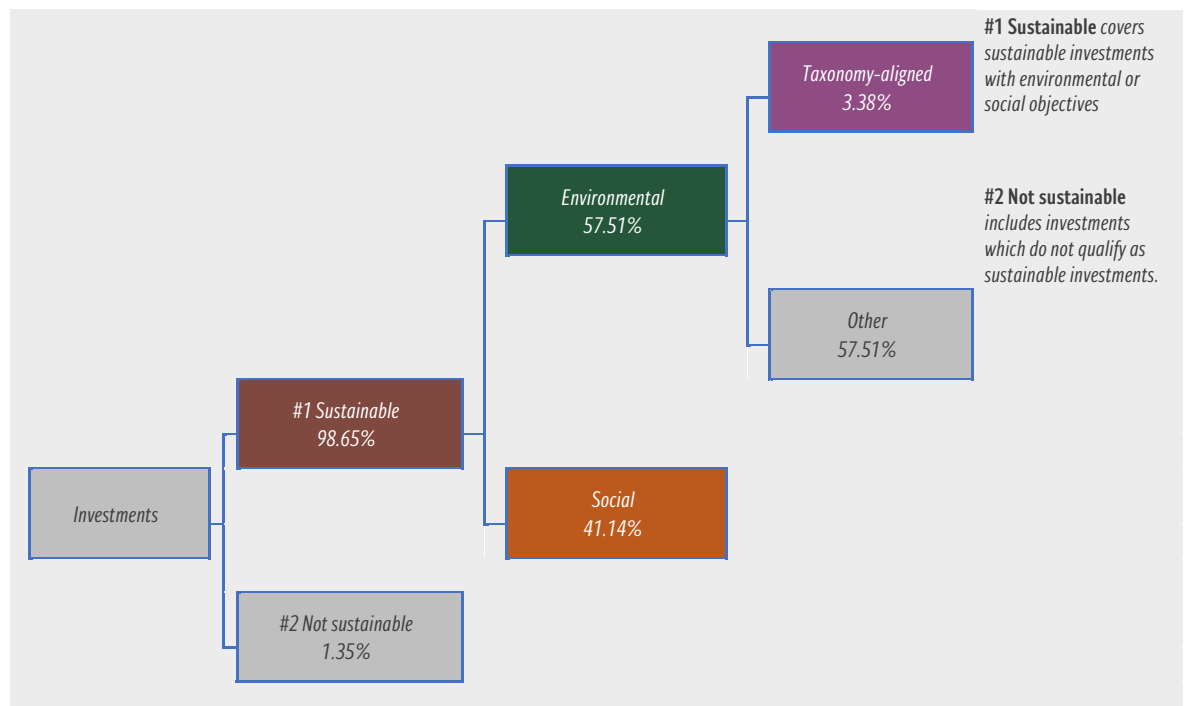 Investments
#1 Sustainable
98.65%
#2 Not sustainable
1.35%
Environmental
57.51%
Social
41.14%
Taxonomy-aligned
3.38%
Other
57.51%
#1 Sustainable covers
sustainable investments
with environmental or
social objectives
#2 Not sustainable
includes investments
which do not qualify as
sustainable investments.